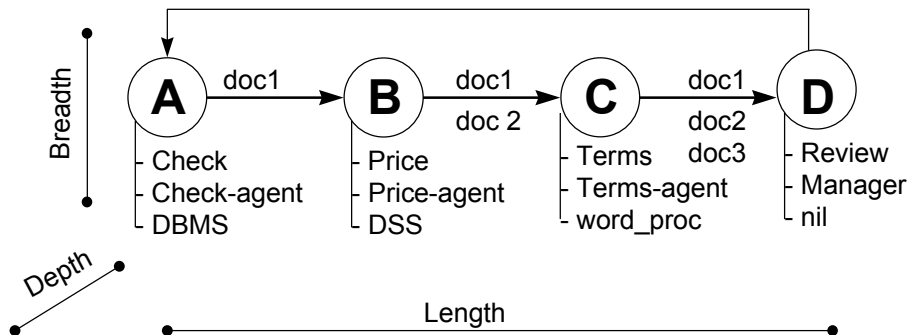 Breadth
A
doc1
B
doc1
doc 2
C
doc1
doc2
doc3
D
- Check
- Check-agent
- DBMS
- Price
- Price-agent
- DSS
- Terms
- Terms-agent
- word_proc
- Review
- Manager
- nil
Depth
Length